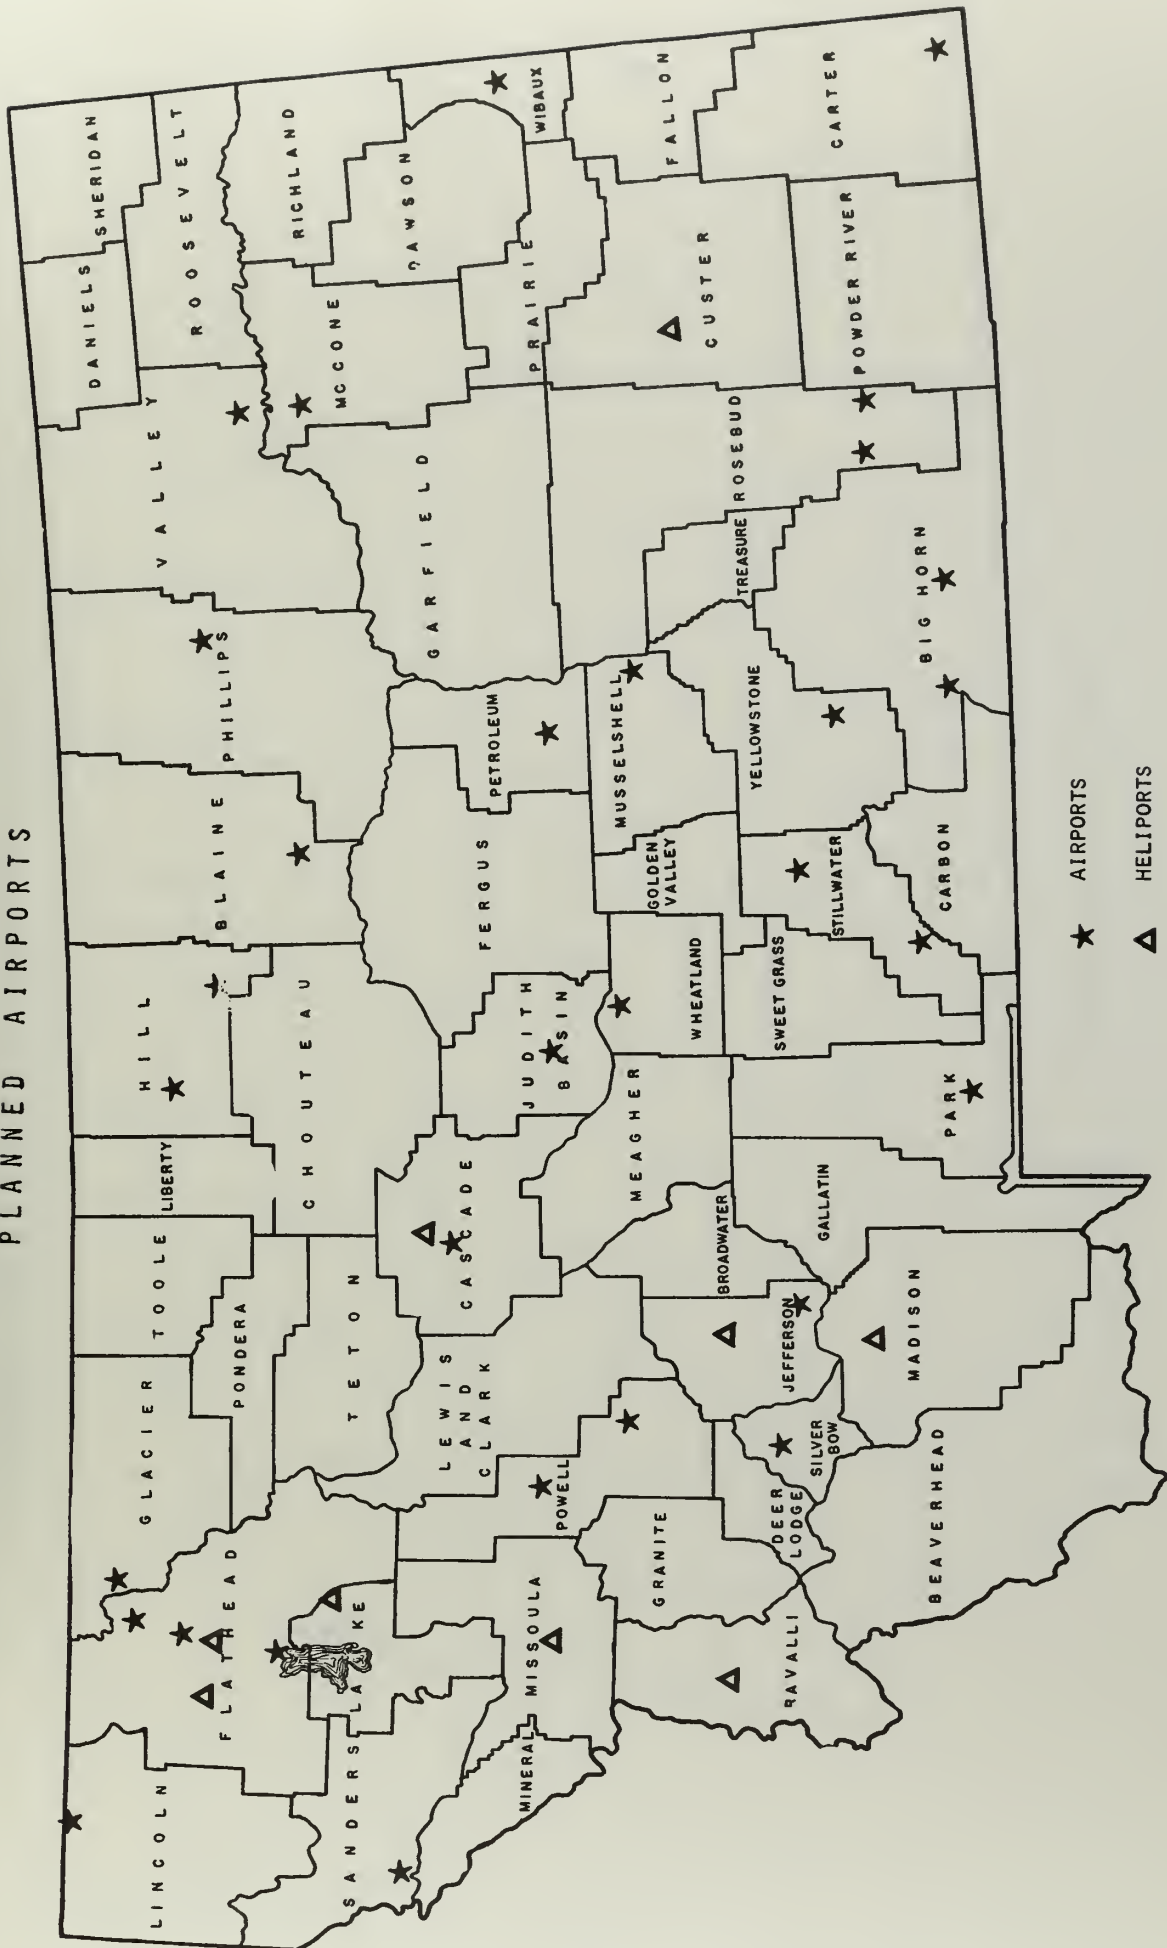 PLANNED AIRPORTS
LINCOLN
FLATHEAD
GLACIER
TOOLE
LIBERTY
HILL
BLAINE
PHILLIPS
VALLEY
DANIELS
SHERIDAN
ROOSEVELT
PONDERA
SANDERS
LAKE
TETON
CHOUTEAU
MCCONE
RICHLAND
DAWSON
MINERAL
MISSOULA
POWELL
LEWIS
AND
CLARK
CASCADE
JUDITH
BASIN
FERGUS
PETROLEUM
GARFIELD
PRAIRIE
WIBAUX
GRANITE
MEAGHER
WHEATLAND
GOLDEN
VALLEY
MUSSELSHELL
ROSEBUD
TREASURE
CUSTER
FALLON
RAVALLI
DEER
LODGE
SILVER
BOW
JEFFERSON
BROADWATER
GALLATIN
PARK
SWEET GRASS
STILLWATER
YELLOWSTONE
CARBON
BIG HORN
POWDER RIVER
CARTER
BEAVERHEAD
MADISON
AIRPORTS
HELIPORTS